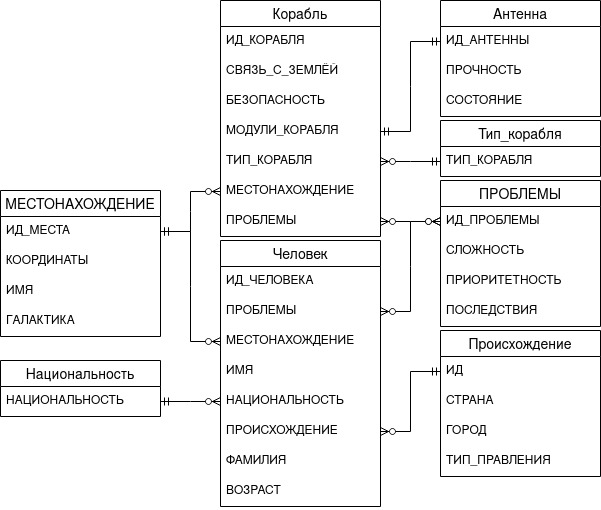 Корабль
ИД_КОРАБЛЯ
СВЯЗЬ_С_ЗЕМЛЁЙ
БЕЗОПАСНОСТЬ
МОДУЛИ_КОРАБЛЯ
ТИП_КОРАБЛЯ
МЕСТОНАХОЖДЕНИЕ
ПРОБЛЕМЫ
Антенна
ИД_АНТЕННЫ
ПРОЧНОСТЬ
СОСТОЯНИЕ
Тип_корабля
ТИП_КОРАБЛЯ
МЕСТОНАХОЖДЕНИЕ
ИД_МЕСТА
КООРДИНАТЫ
ИМЯ
ГАЛАКТИКА
ПРОБЛЕМЫ
ИД_ПРОБЛЕМЫ
СЛОЖНОСТЬ
ПРИОРИТЕТНОСТЬ
ПОСЛЕДСТВИЯ
Человек
ИД_ЧЕЛОВЕКА
ПРОБЛЕМЫ
МЕСТОНАХОЖДЕНИЕ
ИМЯ
НАЦИОНАЛЬНОСТЬ
ПРОИСХОЖДЕНИЕ
ФАМИЛИЯ
ВОЗРАСТ
Национальность
НАЦИОНАЛЬНОСТЬ
Происхождение
ИД
СТРАНА
ГОРОД
ТИП_ПРАВЛЕНИЯ